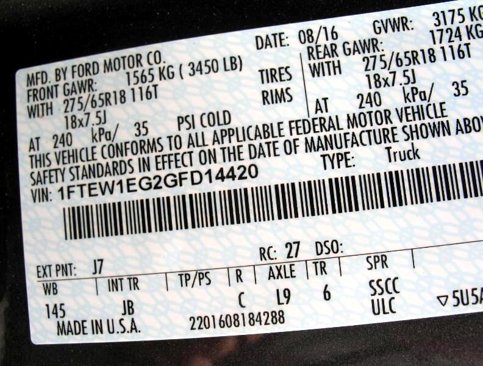 MFD. BY FORD MOTOR CO. DATE: 08/16 GVWR: 3175 KG
FRONT GAWR: 1565 KG ( 3450 LB) REAR GAWR: 1724 KG
WITH 275/65R18 116T TIRES WITH 275/65R18 116T
18x7.5J RIMS 18x7.5J
AT 240 kPa/ 35 PSI COLD AT 240 kPa/ 35
THIS VEHICLE CONFORMS TO ALL APPLICABLE FEDERAL MOTOR VEHICLE
SAFETY STANDARDS IN EFFECT ON THE DATE OF MANUFACTURE SHOWN
VIN: 1FTEW1EG2GFD14420 TYPE: Truck
EXT PNT: J7 RC: 27 DSO:
WB INT TR TP/PS R AXLE TR SPR
145 JB C L9 6 SSCC
ULC
MADE IN U.S.A. 2201608184288